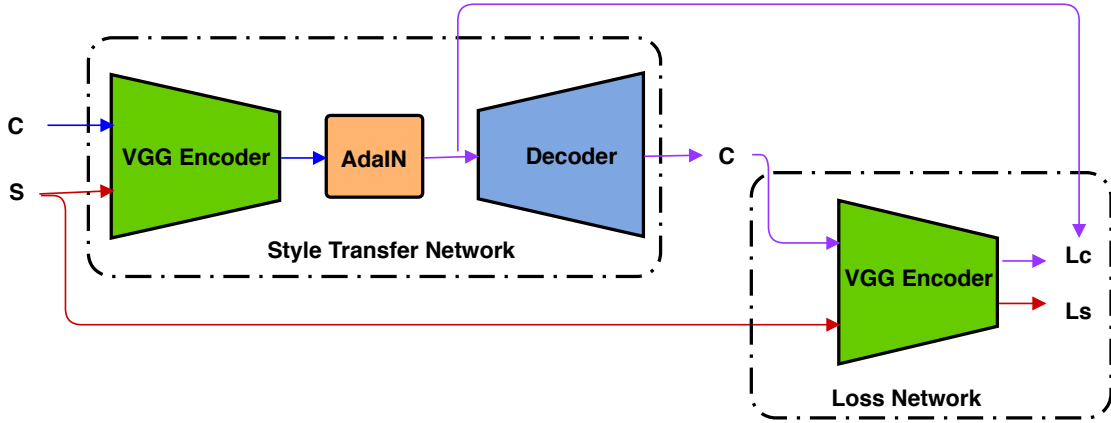 C
S
VGG Encoder
AdaIN
Decoder
C
Style Transfer Network
VGG Encoder
Lc
Ls
Loss Network